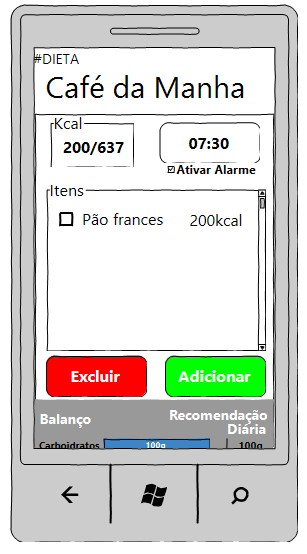 #DIETA
Café da Manha
Kcal
200/637
07:30
Ativar Alarme
Itens
Pão frances 200kcal
Excluir Adicionar
Balanço Recomendação
Diária
Carboidratos 100g 100g